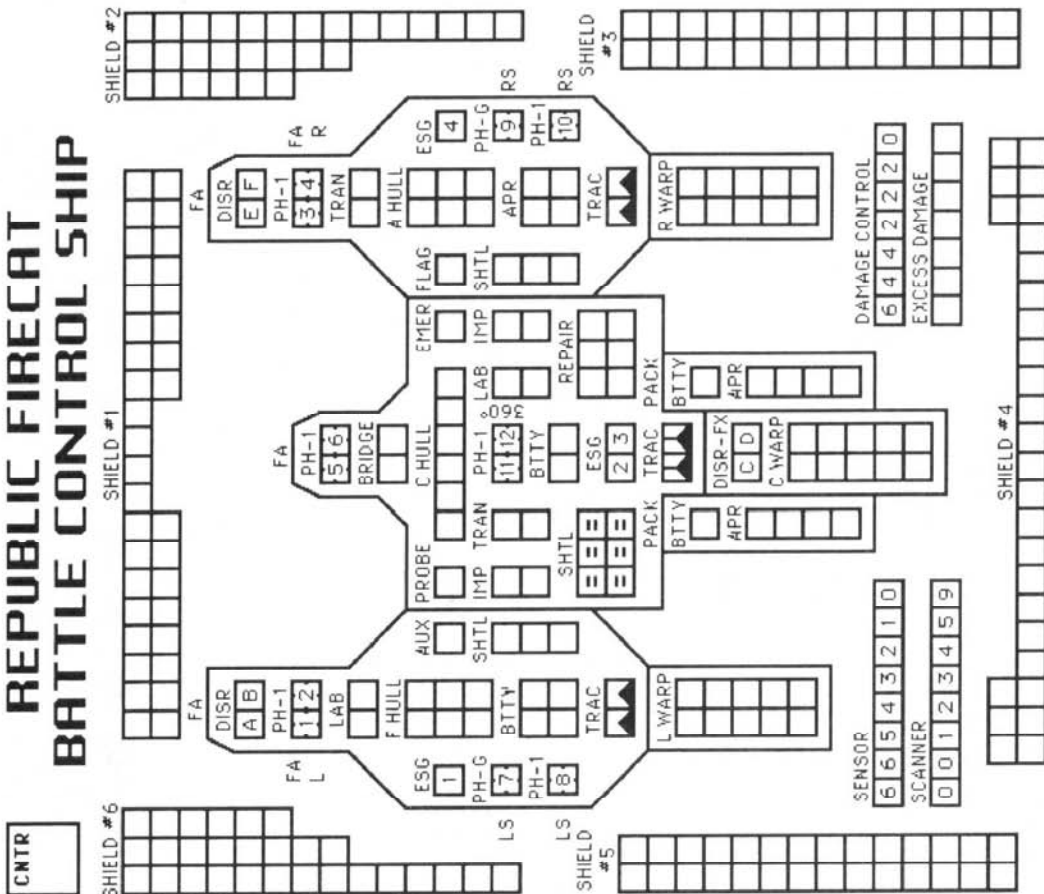 REPUBLIC FIRECAT
BATTLE CONTROL SHIP
CNTR
SHIELD #1
SHIELD #6
SHIELD #2
FA
DISR
A B
PH-1
1 2
LAB
FA
L
F HULL
BTTY
TRAC
L WARP
ESG
1
PH-G
7
LS
PH-1
8
LS
AUX
SHTL
FA
PH-1
5 6
BRIDGE
PROBE
C HULL
EMER
IMP
TRAN
PH-1
11 12
360°
LAB
IMP
BTTY
SHTL
ESG
2 3
REPAIR
TRAC
PACK
BTTY
APR
DISR-FX
C D
C WARP
PACK
BTTY
APR
FA
DISR
E F
PH-1
3 4
TRAN
FA
R
A HULL
APR
TRAC
R WARP
FLAG
SHTL
ESG
4
PH-G
9
RS
PH-1
10
RS
SHIELD
#5
SHIELD
#3
SENSOR
6 6 5 4 3 2 1 0
SCANNER
0 0 1 2 3 4 5 9
DAMAGE CONTROL
6 4 4 2 2 2 0
EXCESS DAMAGE
SHIELD #4